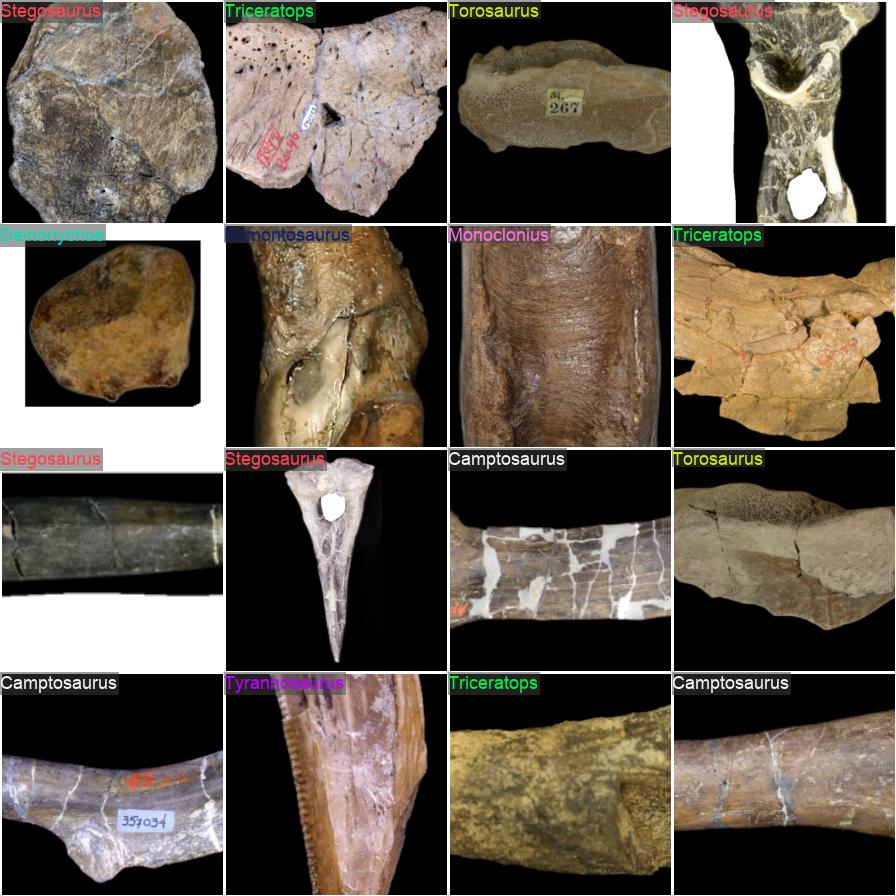 Stegosaurus
Triceratops
Torosaurus
Stegosaurus
267
Deinonychus
Edmontosaurus
Monoclonius
Triceratops
Stegosaurus
Stegosaurus
Camptosaurus
Torosaurus
Camptosaurus
Tyrannosaurus
Triceratops
Camptosaurus
357034